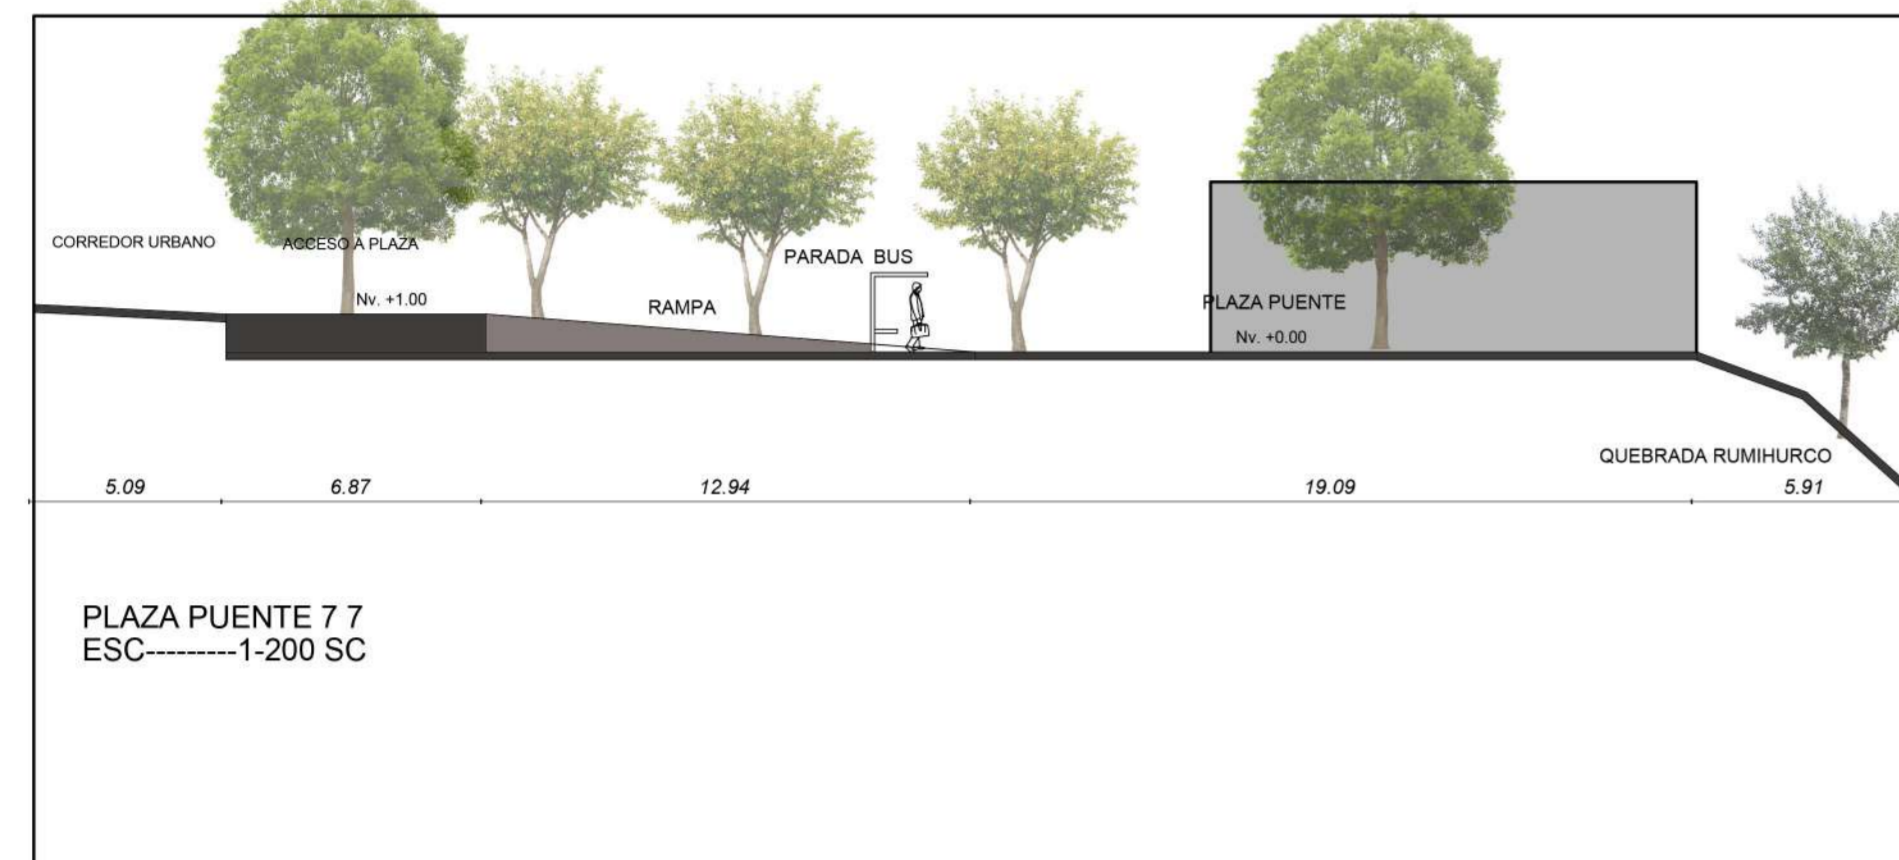 CORREDOR URBANO
ACCESO A PLAZA
Nv. +1.00
RAMPA
PARADA BUS
PLAZA PUENTE
Nv. +0.00
QUEBRADA RUMIHURCO
5.09 6.87 12.94 19.09 5.91
PLAZA PUENTE 7 7
ESC---------1-200 SC